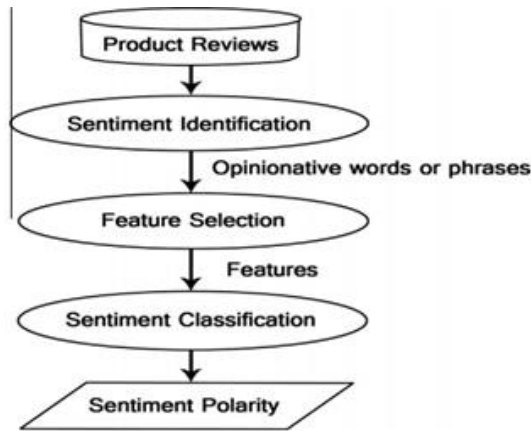 Product Reviews
Sentiment Identification
Opinionative words or phrases
Feature Selection
Features
Sentiment Classification
Sentiment Polarity